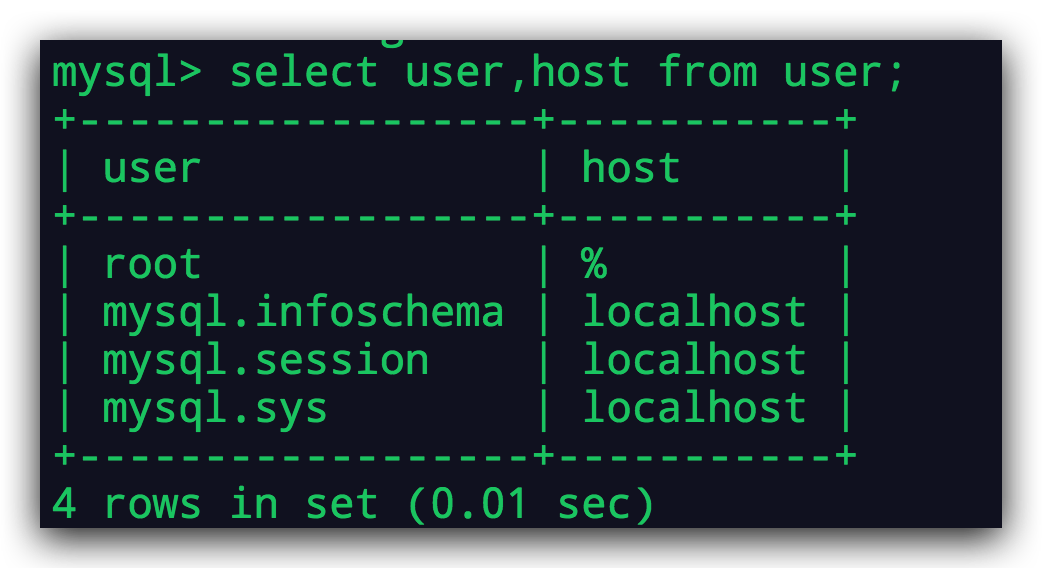 mysql> select user,host from user;
+------------------+-----------+
| user             | host      |
+------------------+-----------+
| root             | %         |
| mysql.infoschema | localhost |
| mysql.session    | localhost |
| mysql.sys        | localhost |
+------------------+-----------+
4 rows in set (0.01 sec)